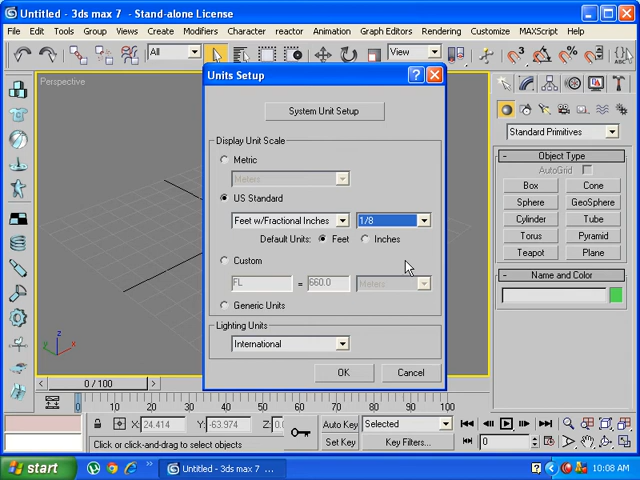 Untitled - 3ds max 7 - Stand-alone License
File Edit Tools Group Views Create Modifiers Character reactor Animation Graph Editors Rendering Customize MAXScript Help
All
View
Perspective
Units Setup
System Unit Setup
Display Unit Scale
Metric
Meters
US Standard
Feet w/Fractional Inches 1/8
Default Units: Feet Inches
Custom
FL = 660.0 Meters
Generic Units
Lighting Units
International
OK Cancel
Standard Primitives
- Object Type
AutoGrid
Box Cone
Sphere GeoSphere
Cylinder Tube
Torus Pyramid
Teapot Plane
- Name and Color
z
y
x
0 / 100
0 10 20 30 40 50 60 70 80 90 100
X: 24.414 Y: -63.974 Z: 0.0
Auto Key Selected
Click or click-and-drag to select objects
Set Key Key Filters...
0
start
Untitled - 3ds max 7 ...
10:08 AM